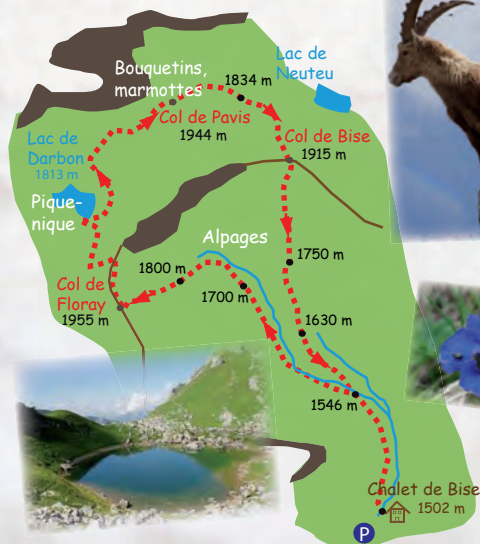 Lac de
Neuteu
Bouquetins,
marmottes
1834 m
Col de Pavis
1944 m
Col de Bise
1915 m
Lac de
Darbon
1813 m
Pique-
nique
Alpages
1750 m
1800 m
1700 m
Col de
Floray
1955 m
1630 m
1546 m
Chalet de Bise
1502 m
P